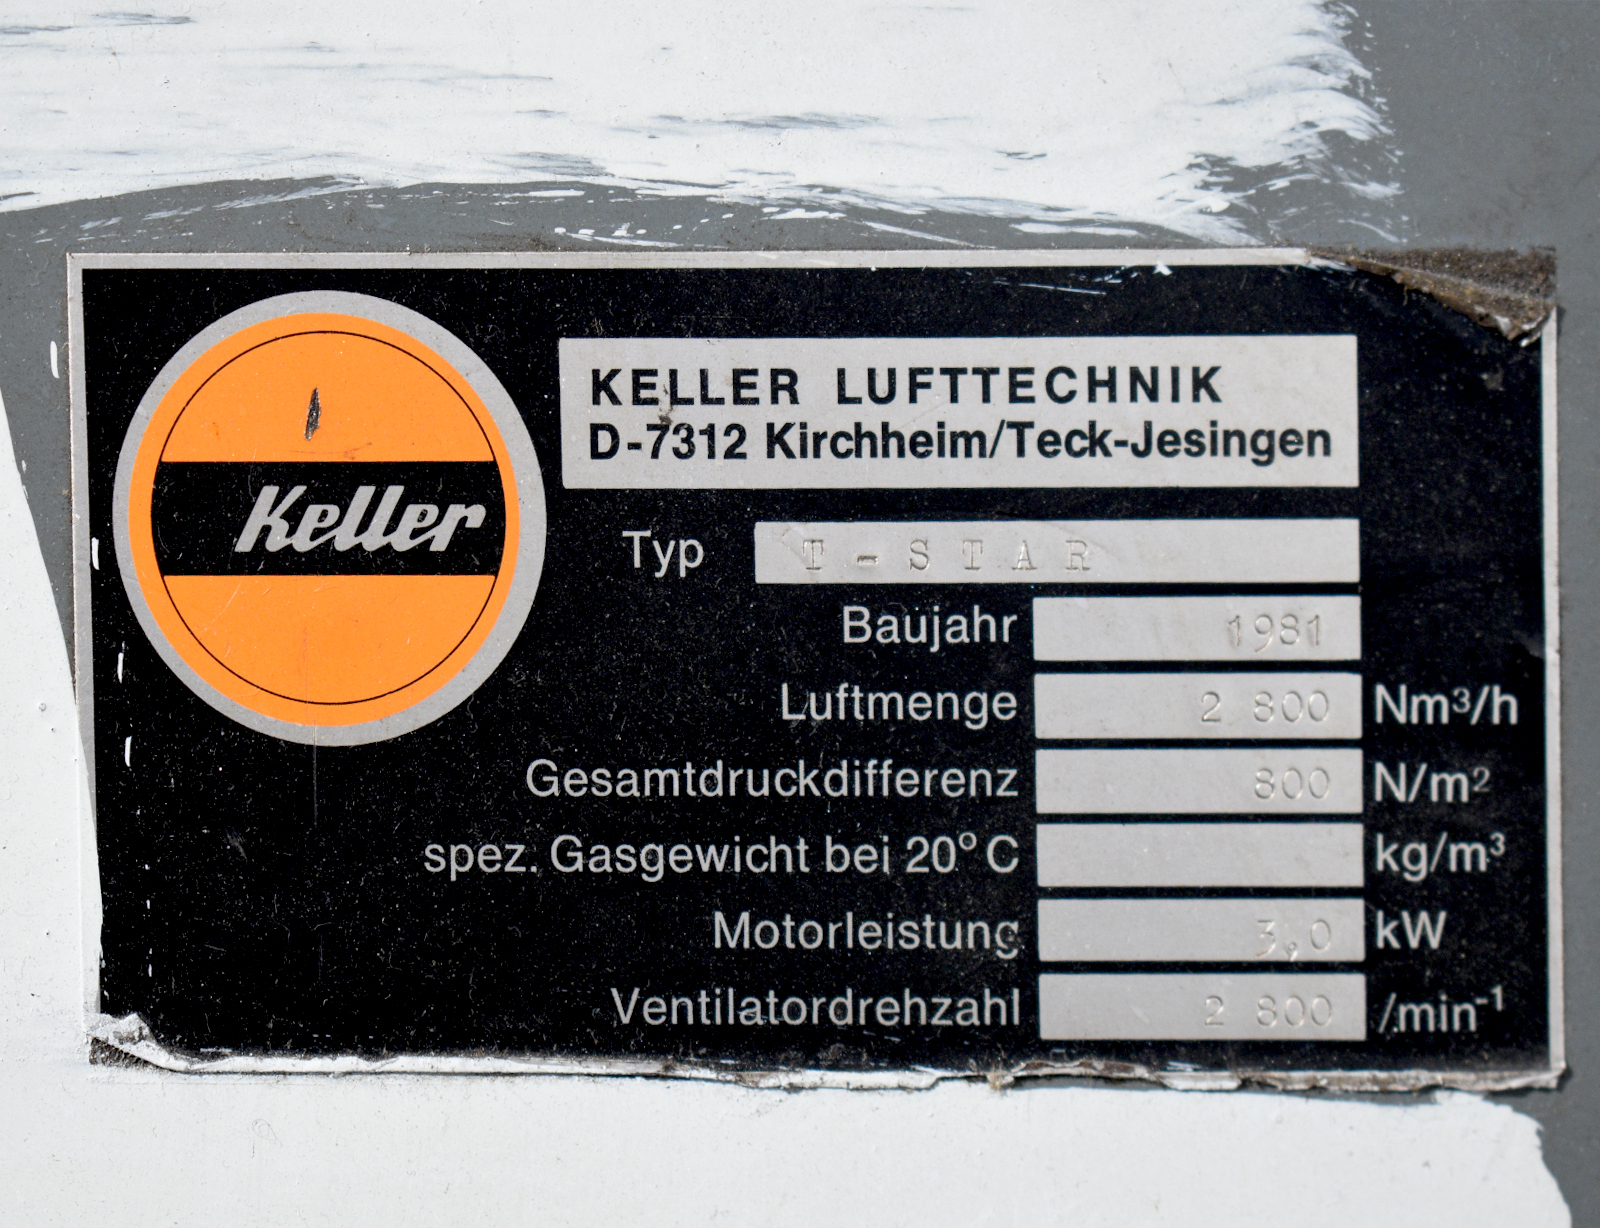 Keller
KELLER LUFTTECHNIK
D-7312 Kirchheim/Teck-Jesingen
Typ T-STAR
Baujahr 1981
Luftmenge 2 800 Nm³/h
Gesamtdruckdifferenz 800 N/m²
spez. Gasgewicht bei 20°C kg/m³
Motorleistung 3,0 kW
Ventilatordrehzahl 2 800 /min⁻¹